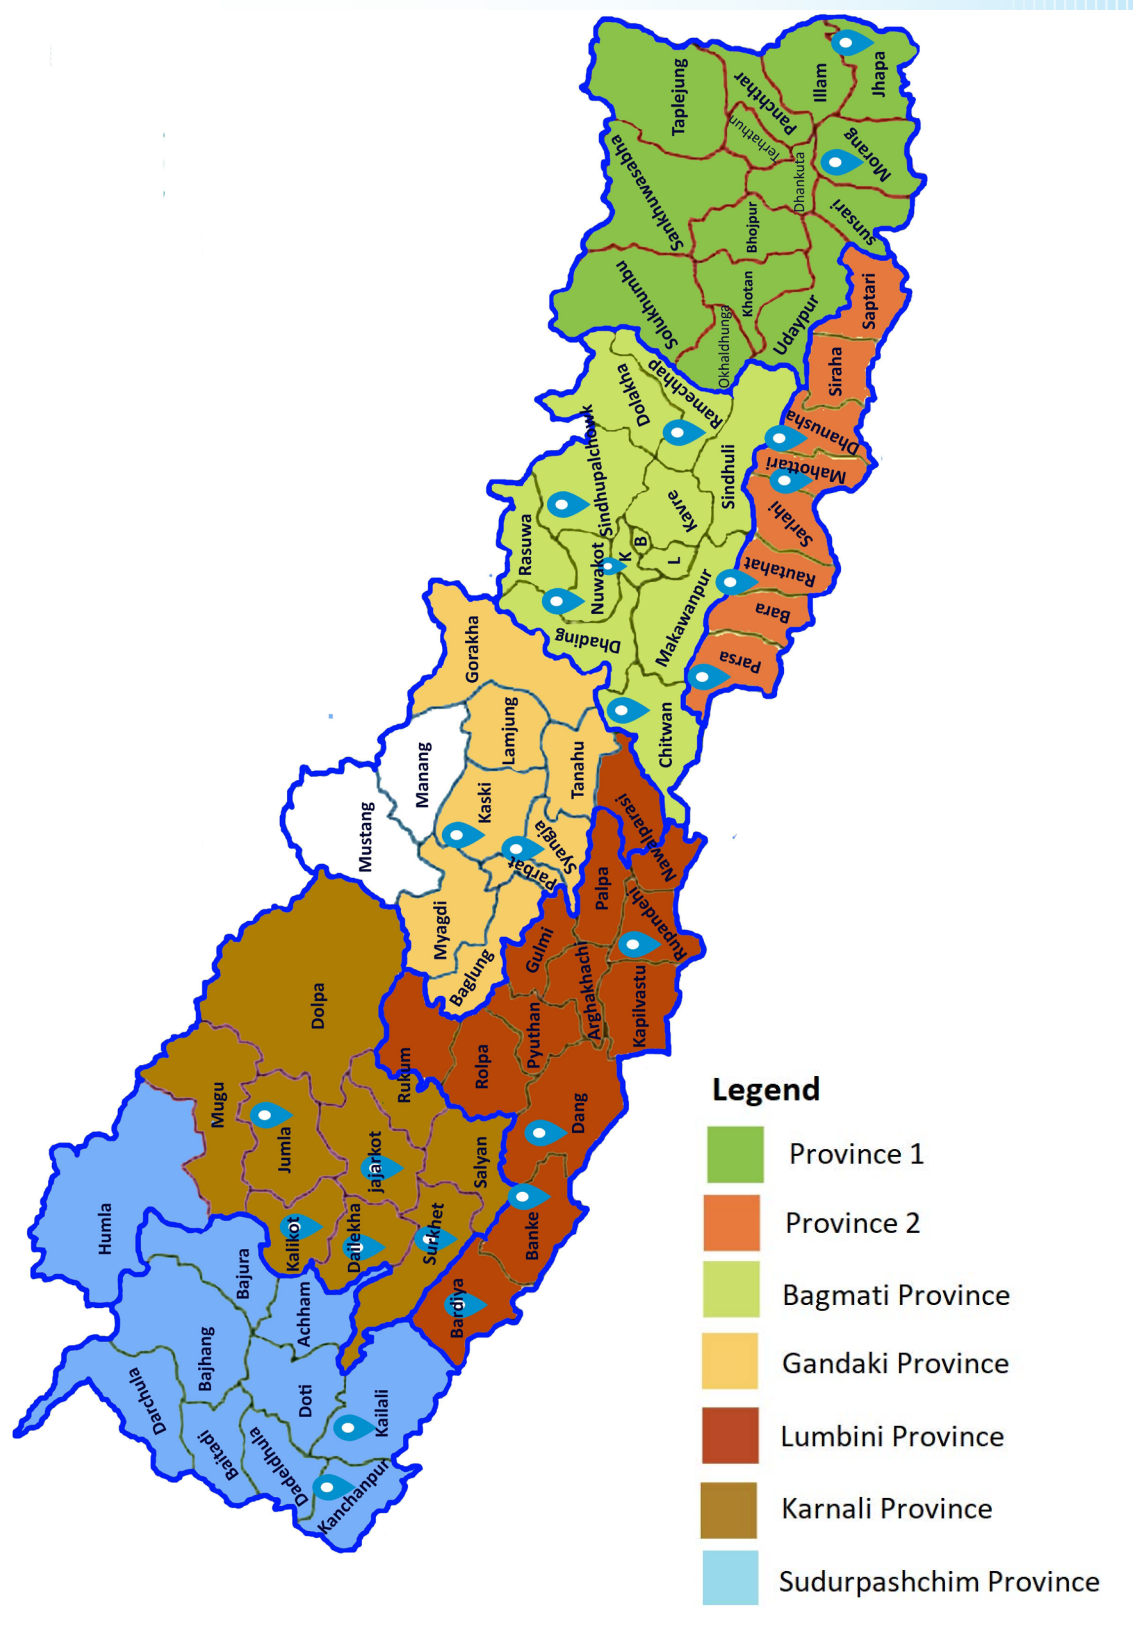 Taplejung
Panchthar
Illam
Jhapa
Terhathun
Morang
Sankhuwasabha
Dhankuta
Bhojpur
sunsari
Solukhumbu
Khotan
Okhaldhunga
Udaypur
Saptari
Siraha
Dolakha
Ramechhap
Dhanusha
Mahottari
Sindhupalchowk
Sindhuli
Kavre
Sarlahi
Rasuwa
Nuwakot
K
B
L
Rautahat
Bara
Makawanpur
Dhading
Parsa
Gorakha
Chitwan
Lamjung
Manang
Tanahu
Kaski
Mustang
Syangja
Parbat
Nawalparasi
Palpa
Myagdi
Rupandehi
Gulmi
Baglung
Arghakhachi
Kapilvastu
Dolpa
Pyuthan
Rolpa
Rukum
Mugu
Dang
Jumla
jajarkot
Salyan
Humla
Kalikot
Dailekha
Surkhet
Banke
Bajura
Achham
Bardiya
Bajhang
Darchula
Doti
Kailali
Baitadi
Dadeldhula
Kanchanpur
Legend
Province 1
Province 2
Bagmati Province
Gandaki Province
Lumbini Province
Karnali Province
Sudurpashchim Province